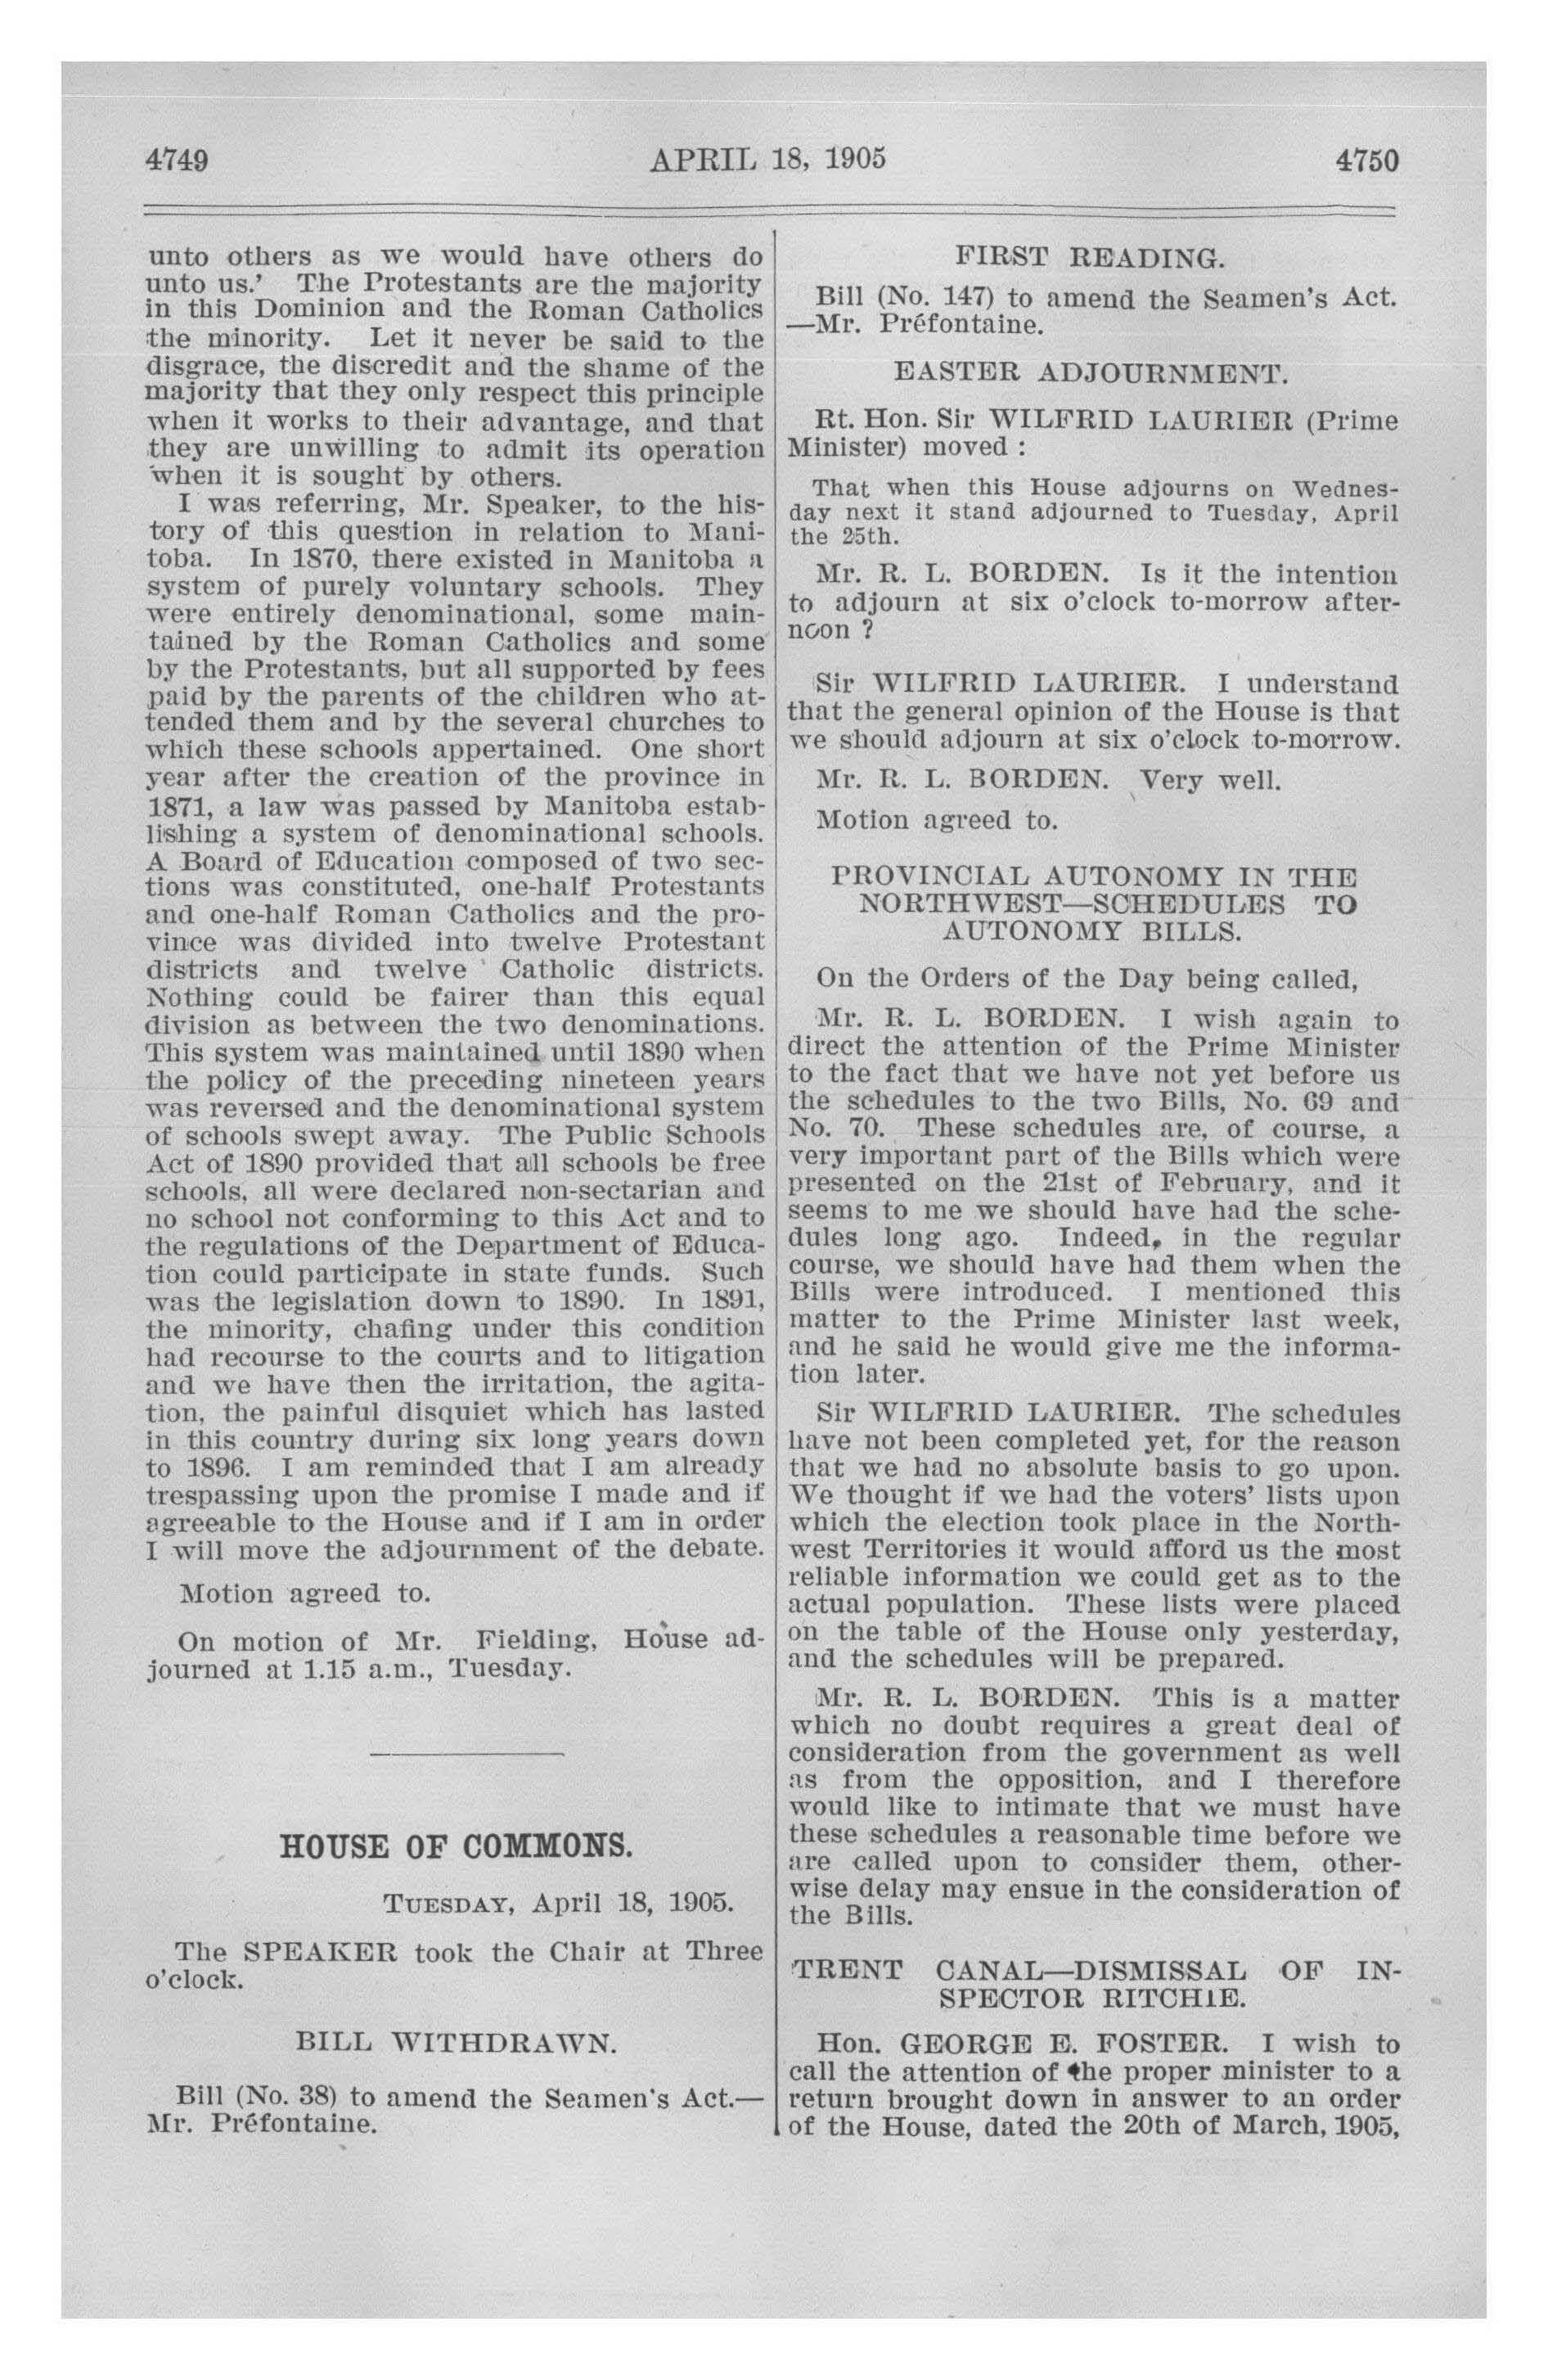 4749
APRIL 18, 1905
4750
unto others as we would have others do
unto us.' The Protestants are the majority
in this Dominion and the Roman Catholics
the minority. Let it never be said to the
disgrace, the discredit and the shame of the
majority that they only respect this principle
when it works to their advantage, and that
they are unwilling to admit its operation
when it is sought by others.
I was referring, Mr. Speaker, to the his-
tory of this question in relation to Mani-
toba. In 1870, there existed in Manitoba a
system of purely voluntary schools. They
were entirely denominational, some main-
tained by the Roman Catholics and some
by the Protestants, but all supported by fees
paid by the parents of the children who at-
tended them and by the several churches to
which these schools appertained. One short
year after the creation of the province in
1871, a law was passed by Manitoba estab-
lishing a system of denominational schools.
A Board of Education composed of two sec-
tions was constituted, one-half Protestants
and one-half Roman Catholics and the pro-
vince was divided into twelve Protestant
districts and twelve Catholic districts.
Nothing could be fairer than this equal
division as between the two denominations.
This system was maintained until 1890 when
the policy of the preceding nineteen years
was reversed and the denominational system
of schools swept away. The Public Schools
Act of 1890 provided that all schools be free
schools, all were declared non-sectarian and
no school not conforming to this Act and to
the regulations of the Department of Educa-
tion could participate in state funds. Such
was the legislation down to 1890. In 1891,
the minority, chafing under this condition
had recourse to the courts and to litigation
and we have then the irritation, the agita-
tion, the painful disquiet which has lasted
in this country during six long years down
to 1896. I am reminded that I am already
trespassing upon the promise I made and if
agreeable to the House and if I am in order
I will move the adjournment of the debate.
Motion agreed to.
On motion of Mr. Fielding, House ad-
journed at 1.15 a.m., Tuesday.
HOUSE OF COMMONS.
TUESDAY, April 18, 1905.
The SPEAKER took the Chair at Three
o'clock.
BILL WITHDRAWN.
Bill (No. 38) to amend the Seamen's Act.—
Mr. Préfontaine.
FIRST READING.
Bill (No. 147) to amend the Seamen's Act.
—Mr. Préfontaine.
EASTER ADJOURNMENT.
Rt. Hon. Sir WILFRID LAURIER (Prime
Minister) moved :
That when this House adjourns on Wednes-
day next it stand adjourned to Tuesday, April
the 25th.
Mr. R. L. BORDEN. Is it the intention
to adjourn at six o'clock to-morrow after-
noon ?
Sir WILFRID LAURIER. I understand
that the general opinion of the House is that
we should adjourn at six o'clock to-morrow.
Mr. R. L. BORDEN. Very well.
Motion agreed to.
PROVINCIAL AUTONOMY IN THE
NORTHWEST—SCHEDULES TO
AUTONOMY BILLS.
On the Orders of the Day being called,
Mr. R. L. BORDEN. I wish again to
direct the attention of the Prime Minister
to the fact that we have not yet before us
the schedules to the two Bills, No. 69 and
No. 70. These schedules are, of course, a
very important part of the Bills which were
presented on the 21st of February, and it
seems to me we should have had the sche-
dules long ago. Indeed, in the regular
course, we should have had them when the
Bills were introduced. I mentioned this
matter to the Prime Minister last week,
and he said he would give me the informa-
tion later.
Sir WILFRID LAURIER. The schedules
have not been completed yet, for the reason
that we had no absolute basis to go upon.
We thought if we had the voters' lists upon
which the election took place in the North-
west Territories it would afford us the most
reliable information we could get as to the
actual population. These lists were placed
on the table of the House only yesterday,
and the schedules will be prepared.
Mr. R. L. BORDEN. This is a matter
which no doubt requires a great deal of
consideration from the government as well
as from the opposition, and I therefore
would like to intimate that we must have
these schedules a reasonable time before we
are called upon to consider them, other-
wise delay may ensue in the consideration of
the Bills.
TRENT CANAL—DISMISSAL OF IN-
SPECTOR RITCHIE.
Hon. GEORGE E. FOSTER. I wish to
call the attention of the proper minister to a
return brought down in answer to an order
of the House, dated the 20th of March, 1905,